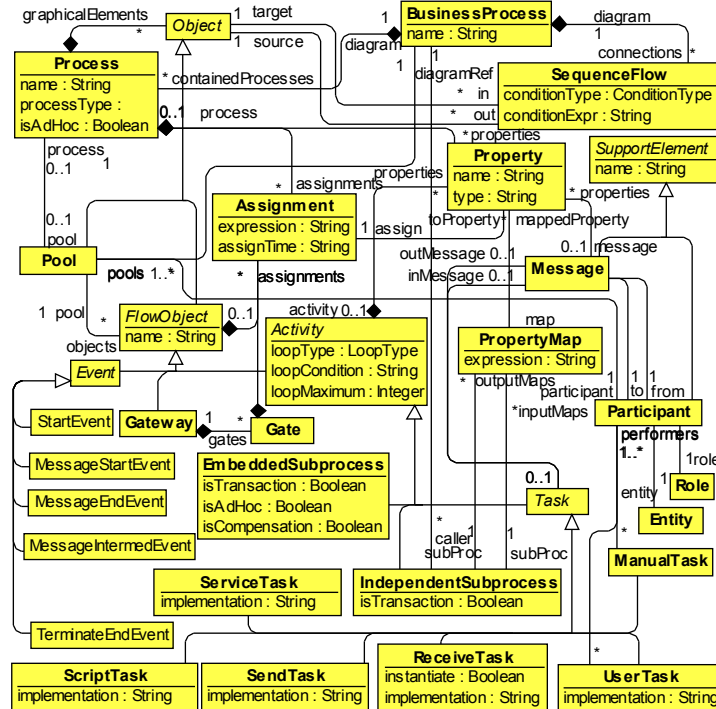 graphicalElements
Object
1
target
1
source
1
BusinessProcess
name : String
diagram
1
diagram
1
connections
*
*
Process
name : String
processType :
isAdHoc : Boolean
* containedProcesses
diagramRef
1
SequenceFlow
conditionType : ConditionType
conditionExpr : String
*
in
*
out
0..1
process
process
1
0..1
* properties
Property
name : String
type : String
SupportElement
name : String
* properties
properties
*
* assignments
Assignment
expression : String
assignTime : String
1 assign
toProperty*
mappedProperty
0..1
pool
Pool
pools 1..*
* assignments
outMessage 0..1
inMessage 0..1
0..1 message
Message
1 pool
*
objects
FlowObject
name : String
0..1
activity 0..1
Activity
loopType : LoopType
loopCondition : String
loopMaximum : Integer
map
PropertyMap
expression : String
* outputMaps
*inputMaps
Event
1
participant
1
to
1
from
Participant
performers
1..*
StartEvent
Gateway
1
gates
*
Gate
MessageStartEvent
EmbeddedSubprocess
isTransaction : Boolean
isAdHoc : Boolean
isCompensation : Boolean
0..1
Task
1 role
Role
entity
1
Entity
MessageEndEvent
MessageIntermedEvent
*
caller
1
subProc
1
subProc
*
ManualTask
ServiceTask
implementation : String
IndependentSubprocess
isTransaction : Boolean
TerminateEndEvent
ScriptTask
implementation : String
SendTask
implementation : String
ReceiveTask
instantiate : Boolean
implementation : String
*
UserTask
implementation : String